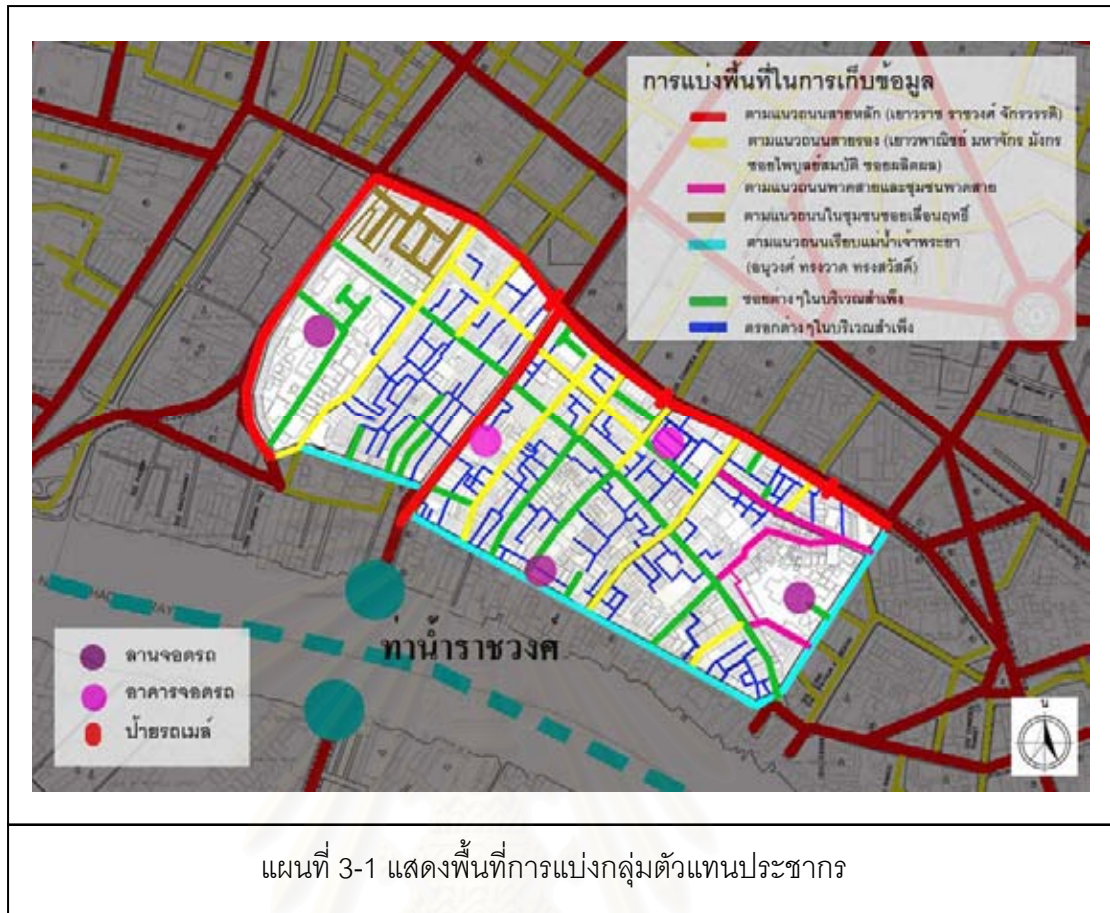 การแบ่งพื้นที่ในการเก็บข้อมูล
ตามแนวถนนสายหลัก (เยาวราช ราชวงศ์ จักรวรรดิ)
ตามแนวถนนสายรอง (เยาวพาณิชย์ มหาจักร มังกร
ซอยไพบูลย์สมบัติ ซอยผลิตผล)
ตามแนวถนนพาดสายและชุมชนพาดสาย
ตามแนวถนนในชุมชนซอยเลื่อนฤทธิ์
ตามแนวถนนเรียบแม่น้ำเจ้าพระยา
(อนุวงศ์ ทรงวาด ทรงสวัสดิ์)
ซอยต่างๆในบริเวณสำเพ็ง
ตรอกต่างๆในบริเวณสำเพ็ง
ท่าน้ำราชวงศ์
ลานจอดรถ
อาคารจอดรถ
ป้ายรถเมล์
น
แผนที่ 3-1 แสดงพื้นที่การแบ่งกลุ่มตัวแทนประชากร